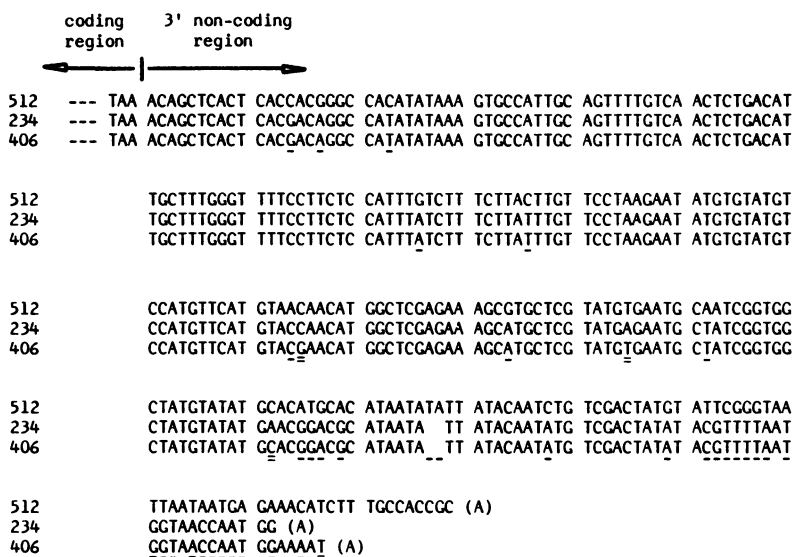 coding 3' non-coding
region region
512 --- TAA ACAGCTCACT CACCACGGGC CACATATAAA GTGCCATTGC AGTTTTGTCA ACTCTGACAT
234 --- TAA ACAGCTCACT CACGACAGGC CATATATAAA GTGCCATTGC AGTTTTGTCA ACTCTGACAT
406 --- TAA ACAGCTCACT CACGACAGGC CATATATAAA GTGCCATTGC AGTTTTGTCA ACTCTGACAT
512 TGCTTTGGGT TTTCCTTCTC CATTTGTCTT TCTTACTTGT TCCTAAGAAT ATGTGTATGT
234 TGCTTTGGGT TTTCCTTCTC CATTTATCTT TCTTATTTGT TCCTAAGAAT ATGTGTATGT
406 TGCTTTGGGT TTTCCTTCTC CATTTATCTT TCTTATTTGT TCCTAAGAAT ATGTGTATGT
512 CCATGTTCAT GTAACAACAT GGCTCGAGAA AGCGTGCTCG TATGTGAATG CAATCGGTGG
234 CCATGTTCAT GTACCAACAT GGCTCGAGAA AGCATGCTCG TATGAGAATG CTATCGGTGG
406 CCATGTTCAT GTACGAACAT GGCTCGAGAA AGCATGCTCG TATGTGAATG CTATCGGTGG
512 CTATGTATAT GCACATGCAC ATAATATATT ATACAATCTG TCGACTATGT ATTCGGGTAA
234 CTATGTATAT GAACGGACGC ATAATA TT ATACAATATG TCGACTATAT ACGTTTTAAT
406 CTATGTATAT GCACGGACGC ATAATA TT ATACAATATG TCGACTATAT ACGTTTTAAT
512 TTAATAATGA GAAACATCTT TGCCACCGC (A)
234 GGTAACCAAT GG (A)
406 GGTAACCAAT GGAAAAT (A)